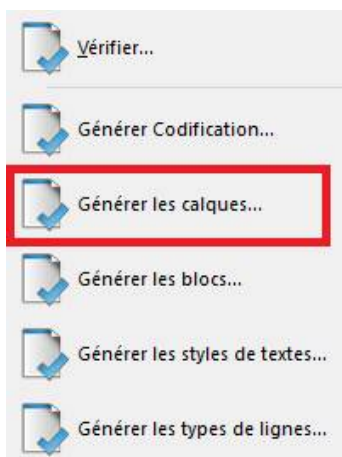 Vérifier...
Générer Codification...
Générer les calques...
Générer les blocs...
Générer les styles de textes...
Générer les types de lignes...